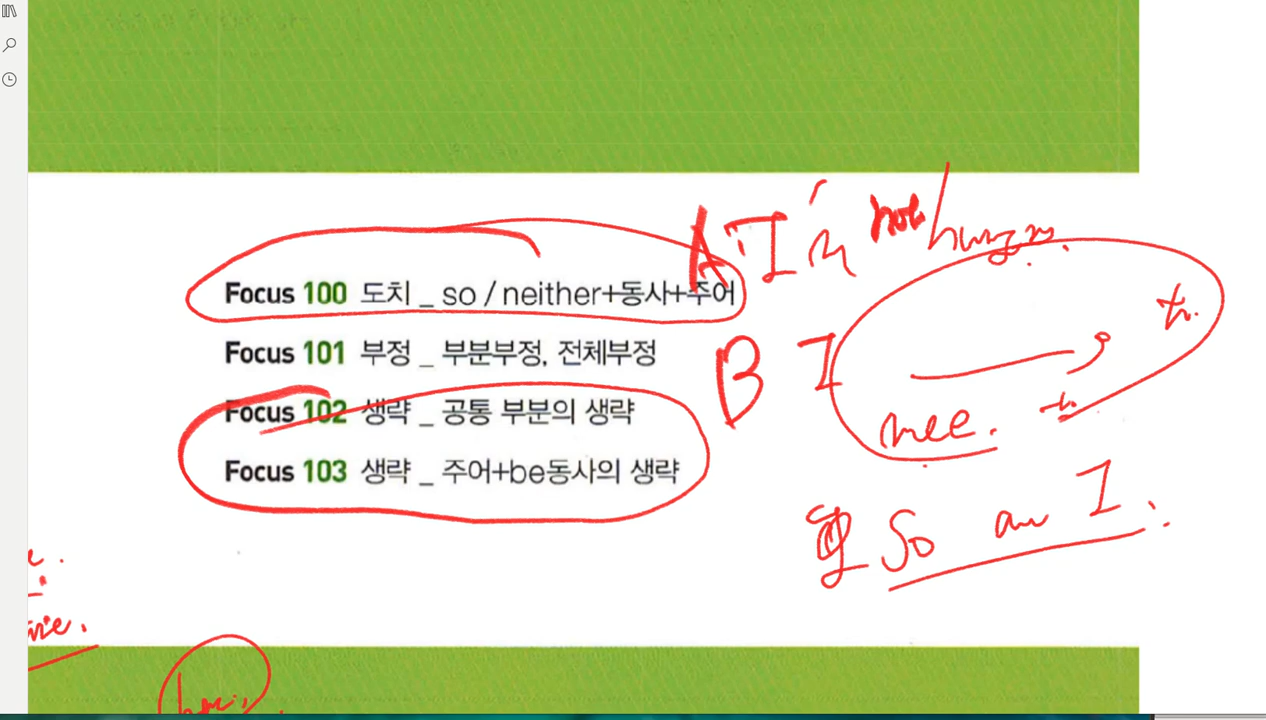 Focus 100 도치 _ so / neither+동사+주어
Focus 101 부정 _ 부분부정, 전체부정
Focus 102 생략 _ 공통 부분의 생략
Focus 103 생략 _ 주어+be동사의 생략
A I'm not hungry.
B I
So am I.